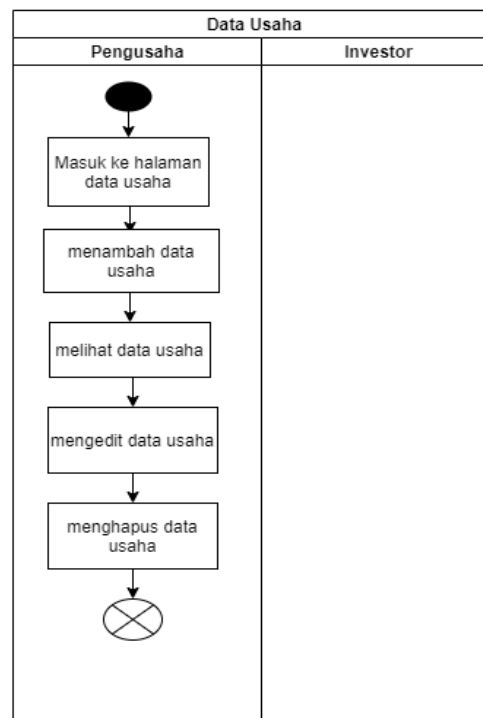 Data Usaha
Pengusaha
Investor
Masuk ke halaman
data usaha
menambah data
usaha
melihat data usaha
mengedit data usaha
menghapus data
usaha